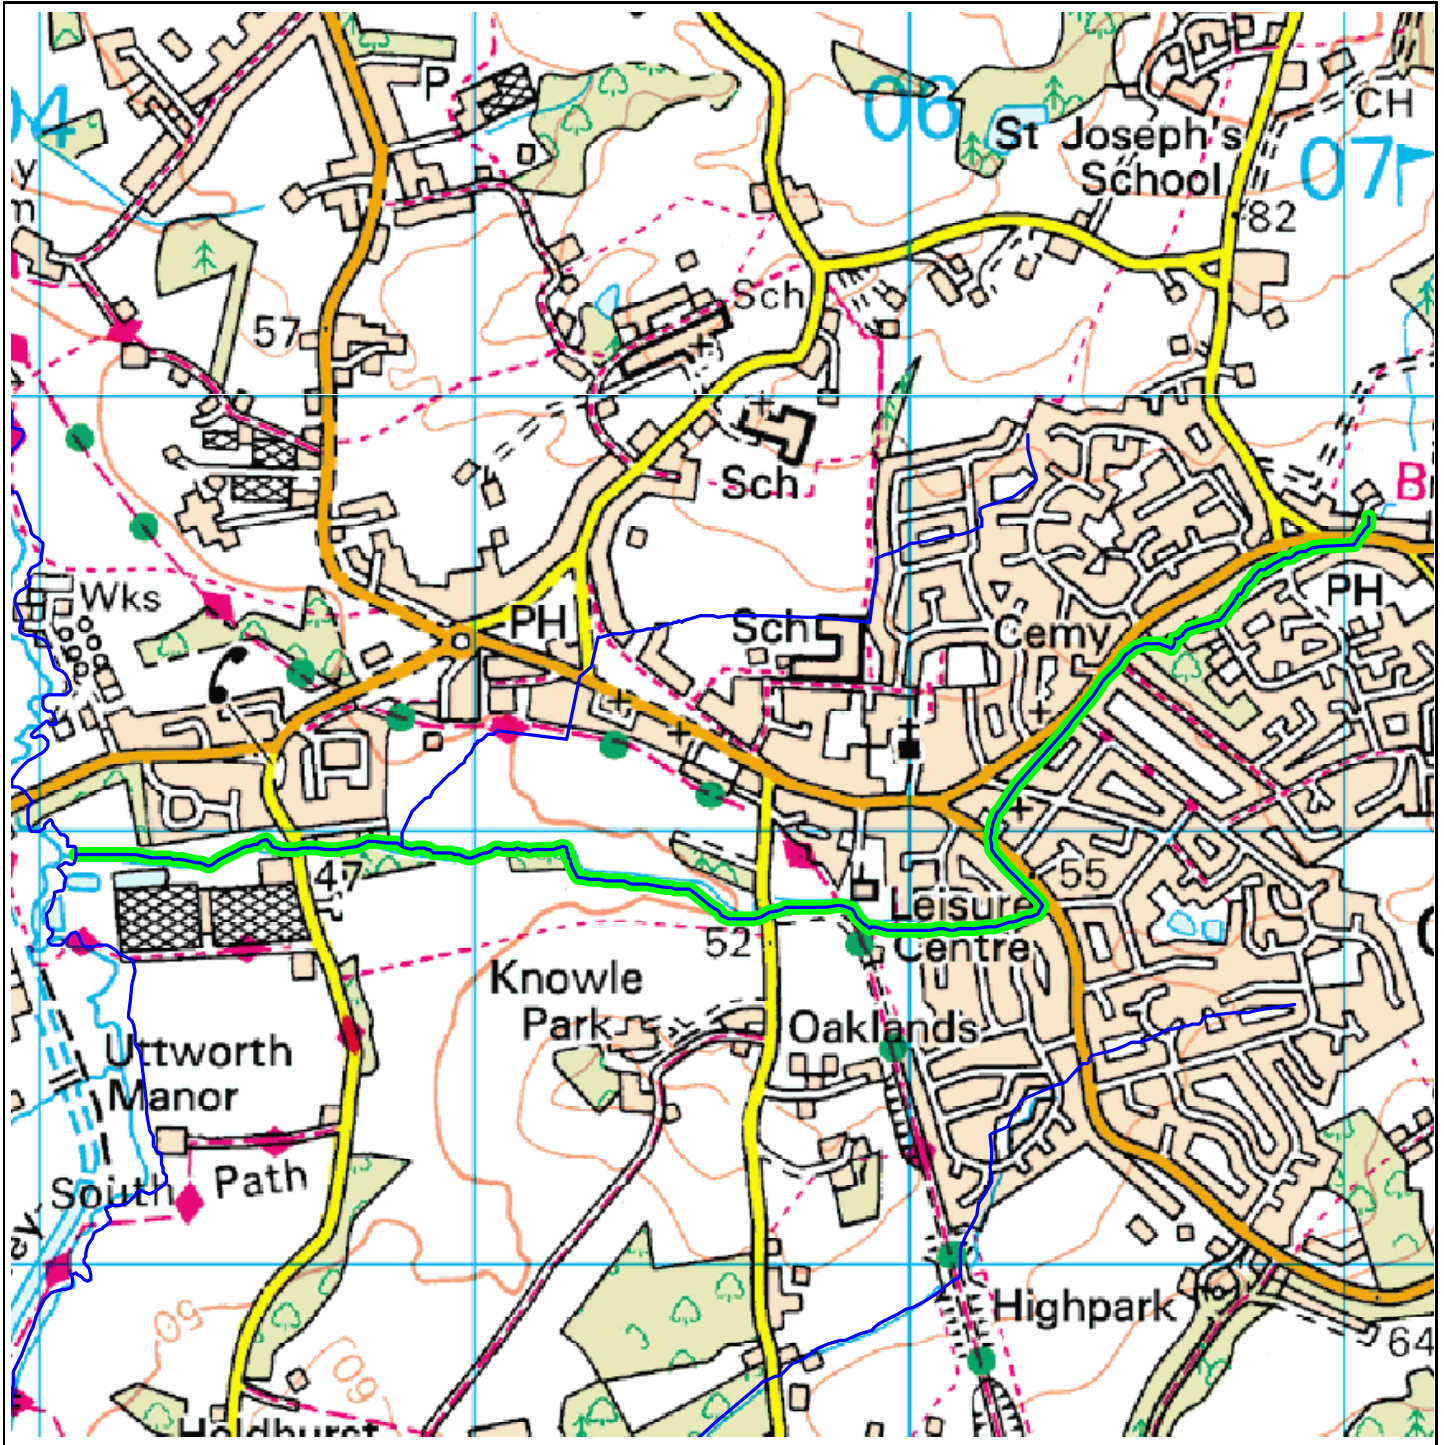 P
06
CH
St Joseph's
School
07
y
m
82
Sch
57
Sch
B
Wks
PH
Sch
Cemy
PH
47
55
Leisure
Centre
52
Knowle
Park
Oaklands
Uttworth
Manor
South
Path
Highpark
50
60
64
Holdhurst